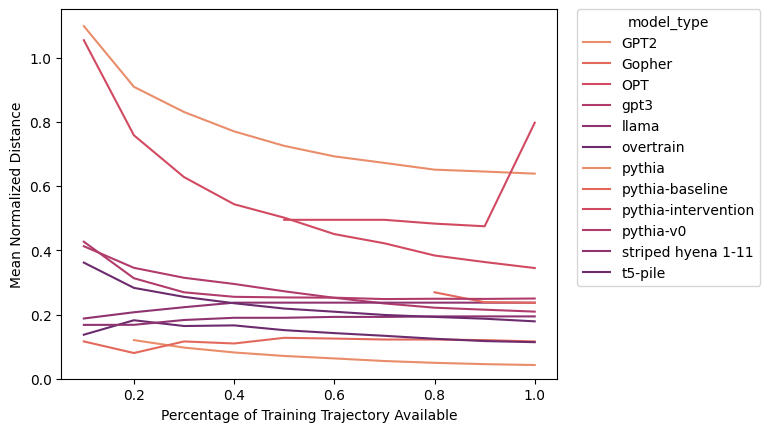 model_type
GPT2
Gopher
OPT
gpt3
llama
overtrain
pythia
pythia-baseline
pythia-intervention
pythia-v0
striped hyena 1-11
t5-pile
Mean Normalized Distance
1.0
0.8
0.6
0.4
0.2
0.0
0.2 0.4 0.6 0.8 1.0
Percentage of Training Trajectory Available